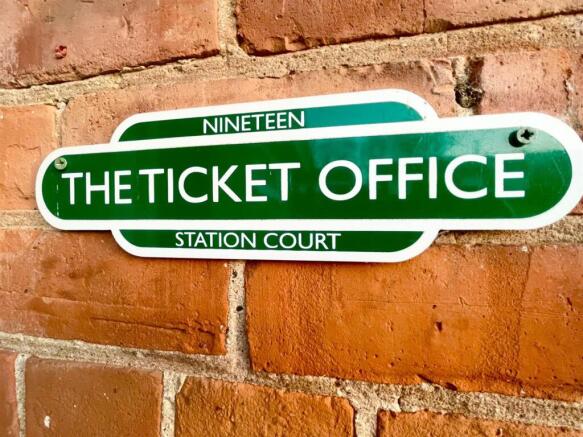 NINETEEN
THE TICKET OFFICE
STATION COURT